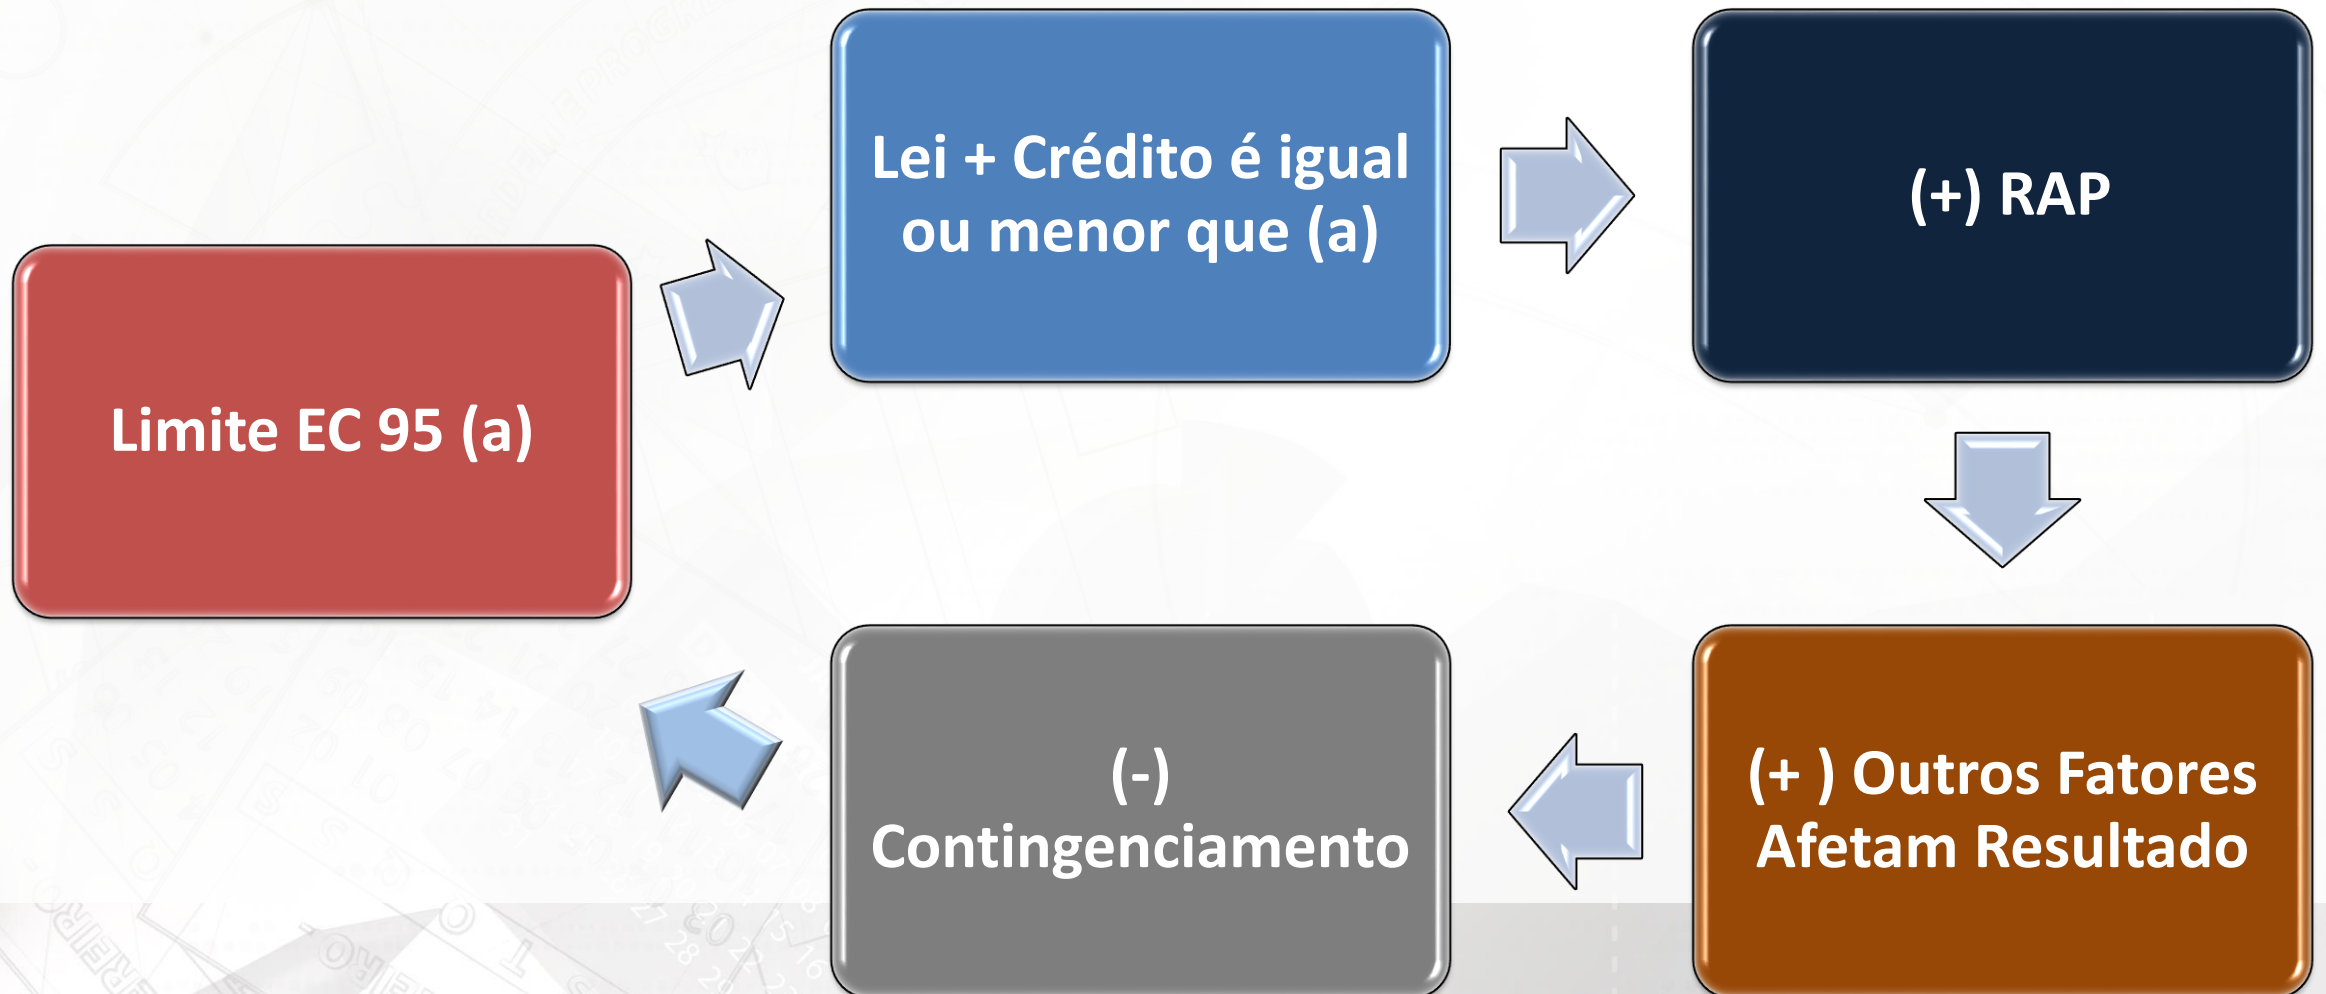 Limite EC 95 (a)
Lei + Crédito é igual
ou menor que (a)
(+) RAP
(+ ) Outros Fatores
Afetam Resultado
(-)
Contingenciamento